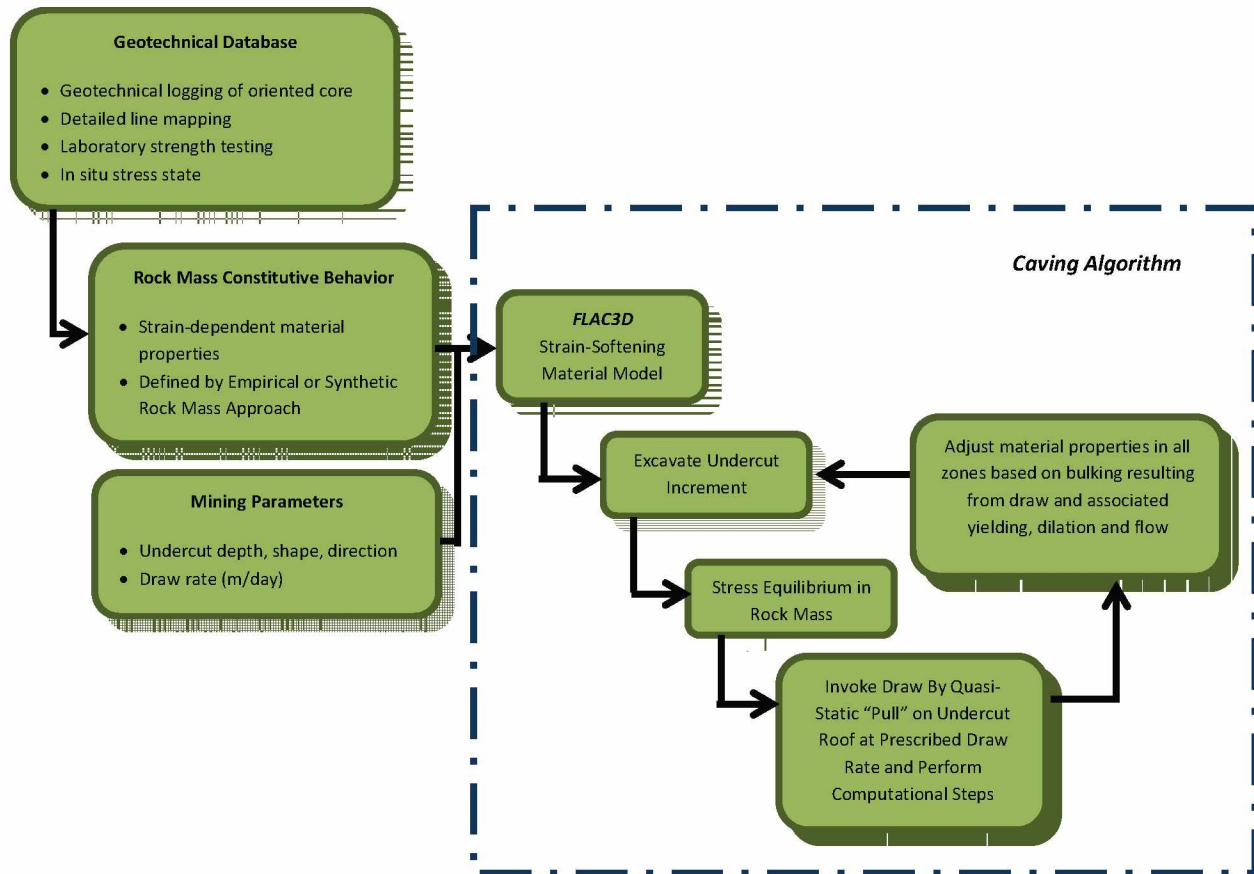 Geotechnical Database
• Geotechnical logging of oriented core
• Detailed line mapping
• Laboratory strength testing
• In situ stress state
Rock Mass Constitutive Behavior
• Strain-dependent material
properties
• Defined by Empirical or Synthetic
Rock Mass Approach
Mining Parameters
• Undercut depth, shape, direction
• Draw rate (m/day)
Caving Algorithm
FLAC3D
Strain-Softening
Material Model
Excavate Undercut
Increment
Stress Equilibrium in
Rock Mass
Invoke Draw By Quasi-
Static “Pull” on Undercut
Roof at Prescribed Draw
Rate and Perform
Computational Steps
Adjust material properties in all
zones based on bulking resulting
from draw and associated
yielding, dilation and flow